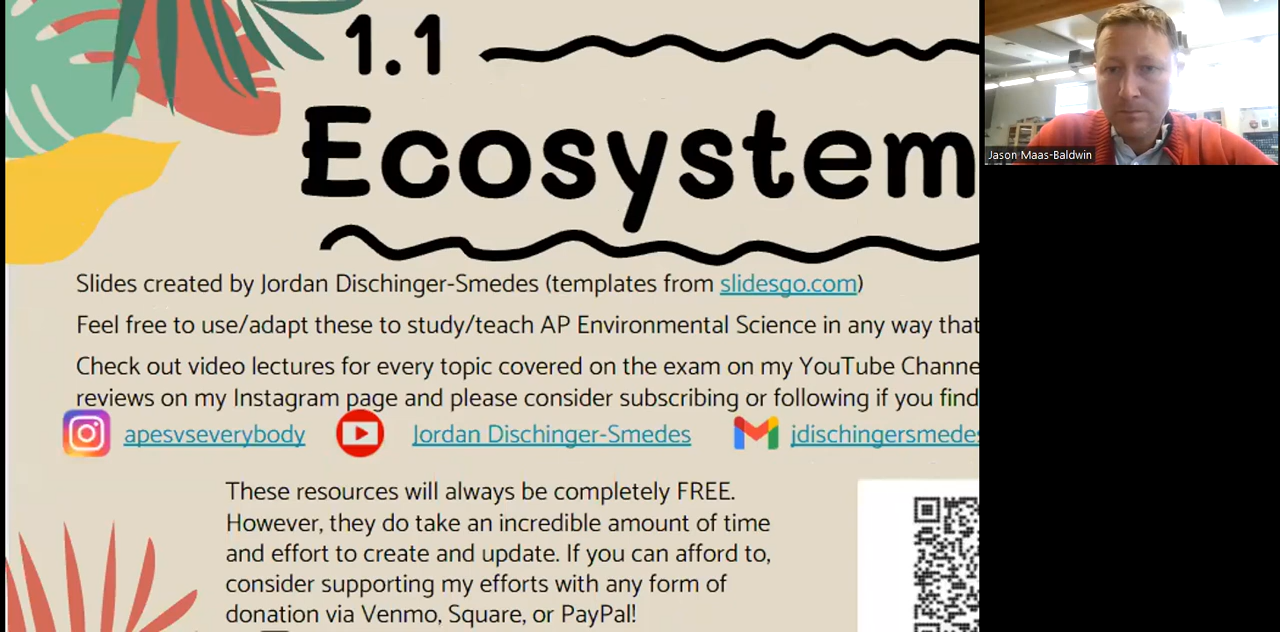 1.1
Ecosystem
Jason Maas-Baldwin
Slides created by Jordan Dischinger-Smedes (templates from slidesgo.com)
Feel free to use/adapt these to study/teach AP Environmental Science in any way that
Check out video lectures for every topic covered on the exam on my YouTube Channe
reviews on my Instagram page and please consider subscribing or following if you find
apesvseverybody Jordan Dischinger-Smedes jdischingersmedes
These resources will always be completely FREE.
However, they do take an incredible amount of time
and effort to create and update. If you can afford to,
consider supporting my efforts with any form of
donation via Venmo, Square, or PayPal!